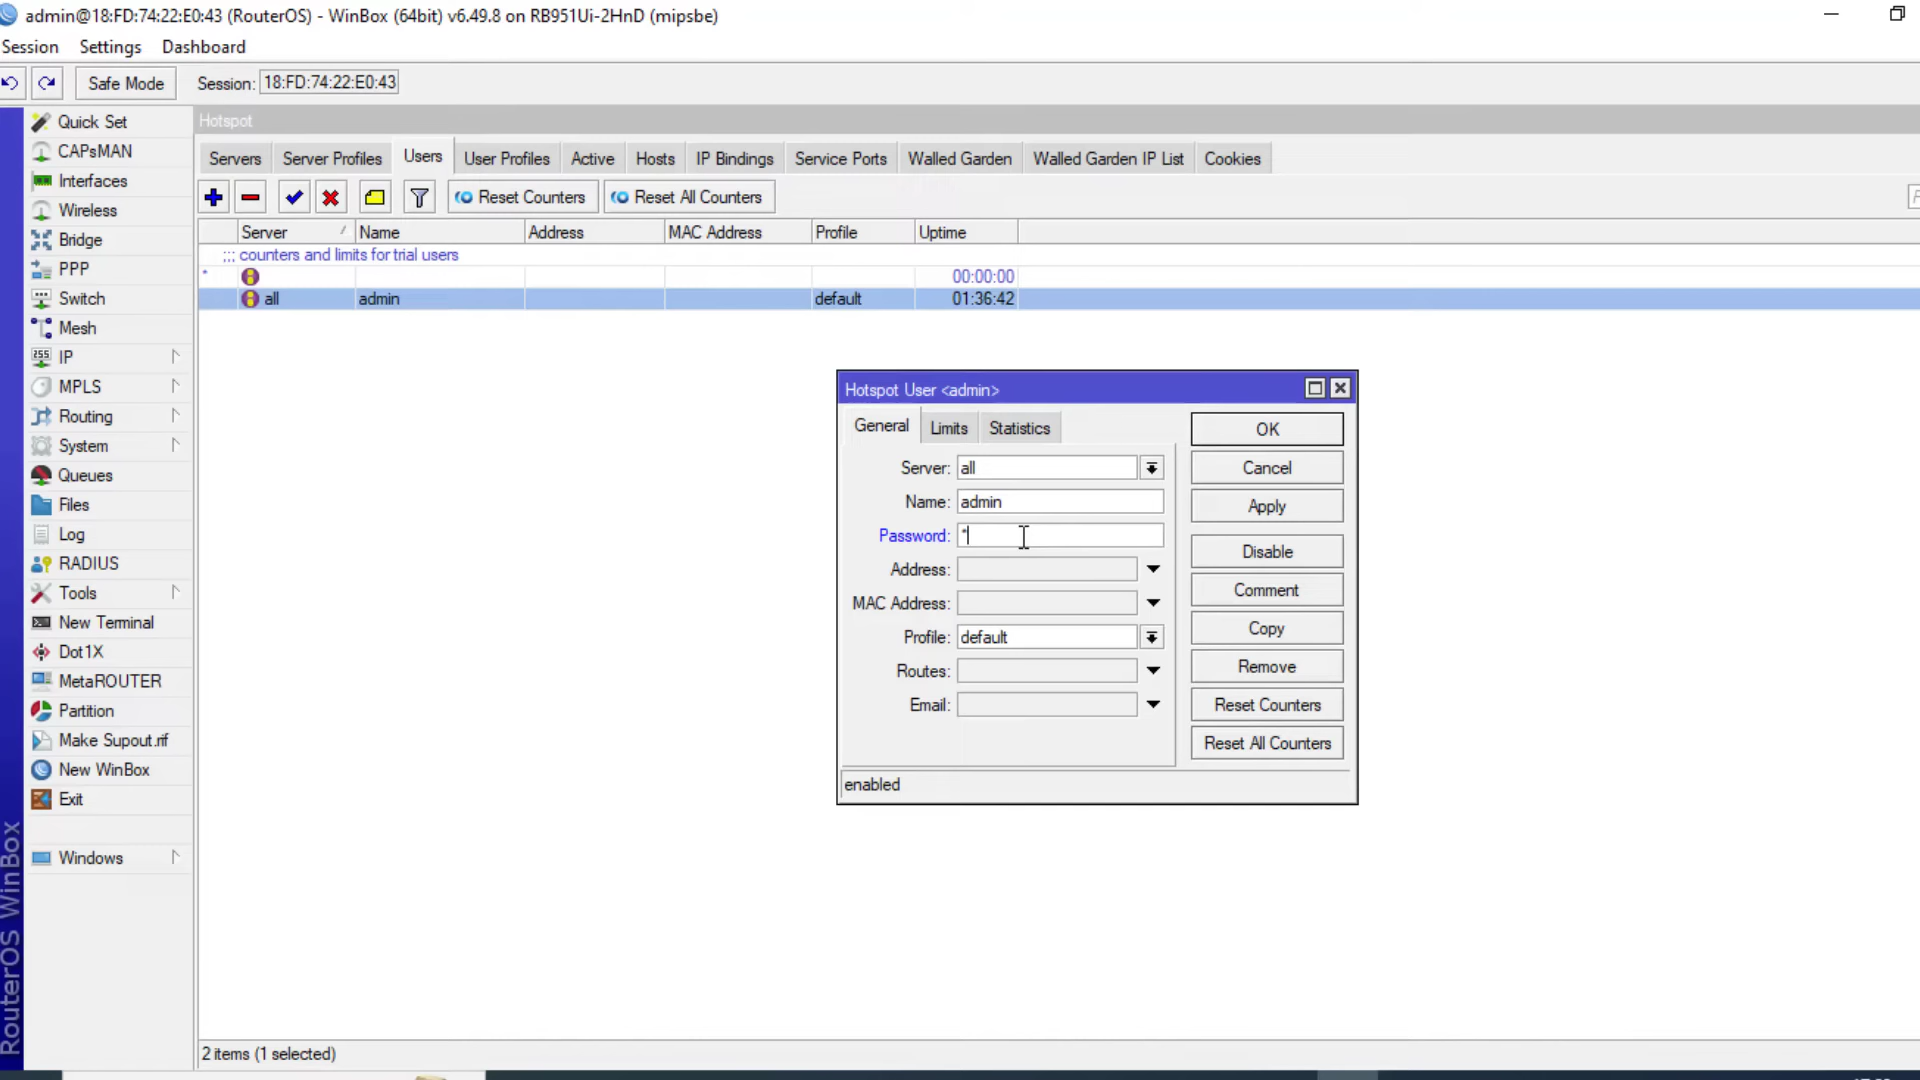 admin@18:FD:74:22:E0:43 (RouterOS) - WinBox (64bit) v6.49.8 on RB951Ui-2HnD (mipsbe)
Session Settings Dashboard
Safe Mode Session: 18:FD:74:22:E0:43
Quick Set
CAPsMAN
Interfaces
Wireless
Bridge
PPP
Switch
Mesh
IP
MPLS
Routing
System
Queues
Files
Log
RADIUS
Tools
New Terminal
Dot1X
MetaROUTER
Partition
Make Supout.rif
New WinBox
Exit
Windows
RouterOS WinBox
Hotspot
Servers Server Profiles Users User Profiles Active Hosts IP Bindings Service Ports Walled Garden Walled Garden IP List Cookies
Reset Counters Reset All Counters
Server Name Address MAC Address Profile Uptime
;;; counters and limits for trial users
* 00:00:00
all admin default 01:36:42
Hotspot User <admin>
General Limits Statistics
Server: all
Name: admin
Password: *
Address:
MAC Address:
Profile: default
Routes:
Email:
OK
Cancel
Apply
Disable
Comment
Copy
Remove
Reset Counters
Reset All Counters
enabled
2 items (1 selected)